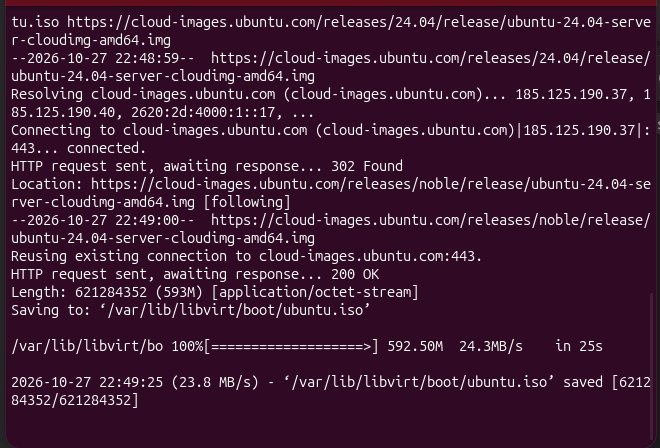 tu.iso https://cloud-images.ubuntu.com/releases/24.04/release/ubuntu-24.04-serve
r-cloudimg-amd64.img
--2026-10-27 22:48:59--  https://cloud-images.ubuntu.com/releases/24.04/release/
ubuntu-24.04-server-cloudimg-amd64.img
Resolving cloud-images.ubuntu.com (cloud-images.ubuntu.com)... 185.125.190.37, 1
85.125.190.40, 2620:2d:4000:1::17, ...
Connecting to cloud-images.ubuntu.com (cloud-images.ubuntu.com)|185.125.190.37|:
443... connected.
HTTP request sent, awaiting response... 302 Found
Location: https://cloud-images.ubuntu.com/releases/noble/release/ubuntu-24.04-se
rver-cloudimg-amd64.img [following]
--2026-10-27 22:49:00--  https://cloud-images.ubuntu.com/releases/noble/release/
ubuntu-24.04-server-cloudimg-amd64.img
Reusing existing connection to cloud-images.ubuntu.com:443.
HTTP request sent, awaiting response... 200 OK
Length: 621284352 (593M) [application/octet-stream]
Saving to: ‘/var/lib/libvirt/boot/ubuntu.iso’
/var/lib/libvirt/bo 100%[===================>] 592.50M  24.3MB/s    in 25s
2026-10-27 22:49:25 (23.8 MB/s) - ‘/var/lib/libvirt/boot/ubuntu.iso’ saved [6212
84352/621284352]